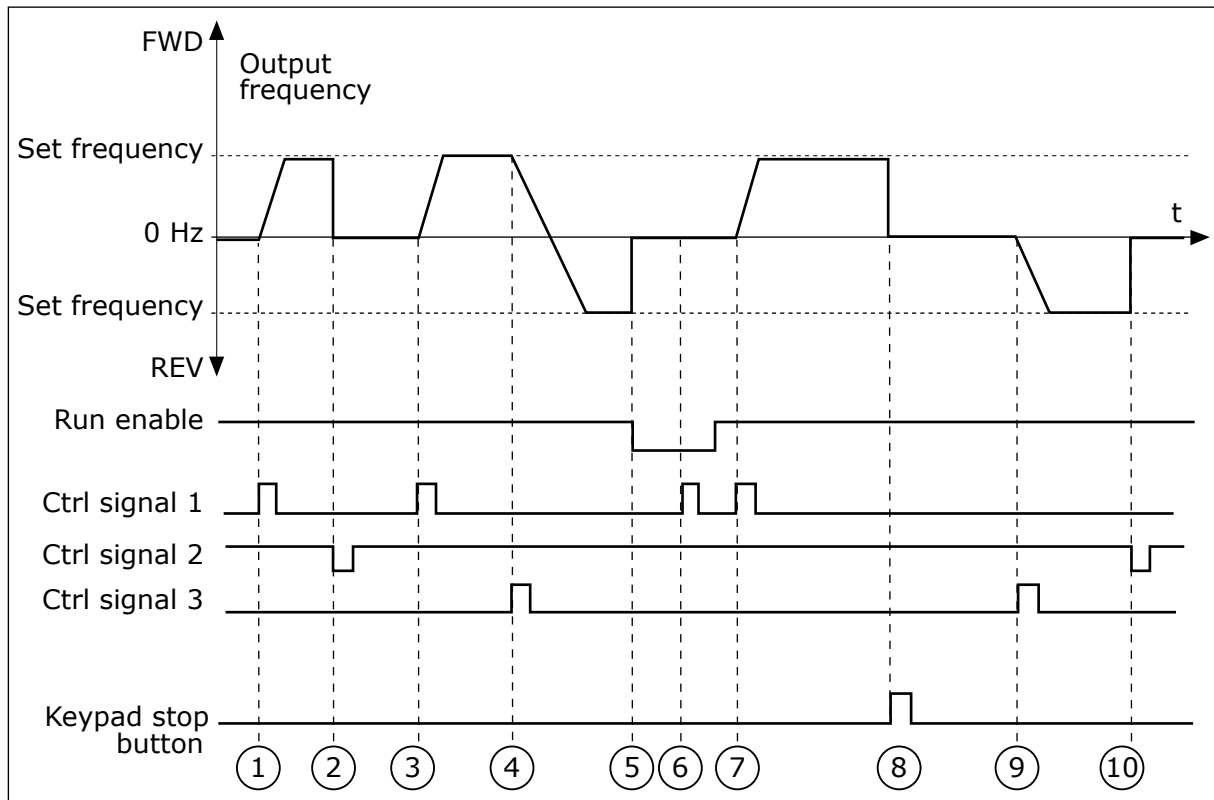 FWD
Output
frequency
Set frequency
0 Hz
t
Set frequency
REV
Run enable
Ctrl signal 1
Ctrl signal 2
Ctrl signal 3
Keypad stop
button
1 2 3 4 5 6 7 8 9 10